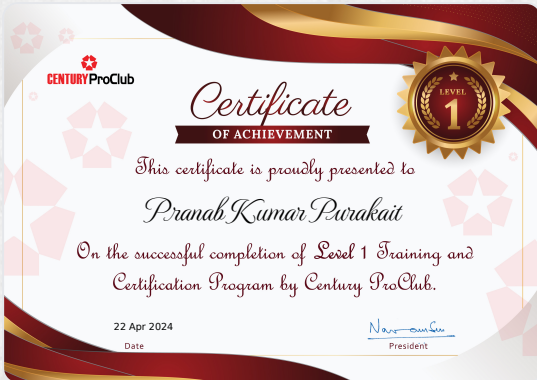 CENTURY ProClub
LEVEL
1
Certificate
OF ACHIEVEMENT
This certificate is proudly presented to
Pranab Kumar Purakait
On the successful completion of Level 1 Training and
Certification Program by Century ProClub.
22 Apr 2024
Date
President